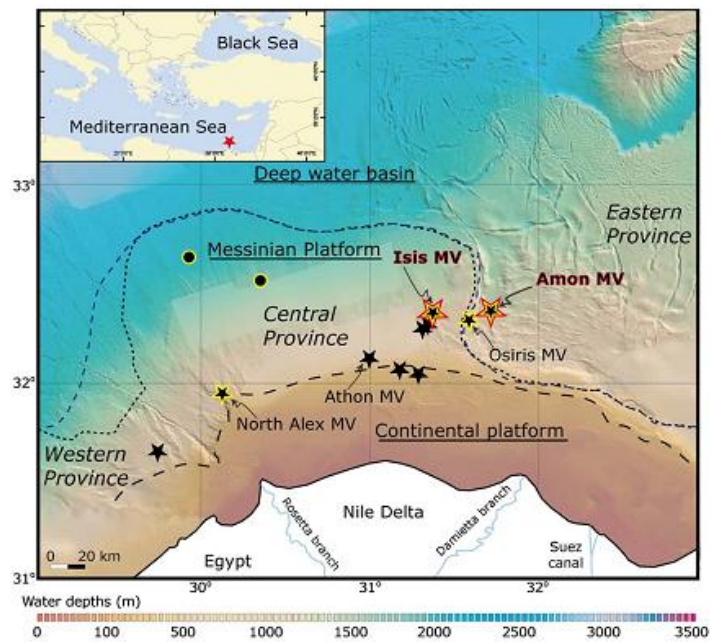 Black Sea
Mediterranean Sea
33°
Deep water basin
Eastern
Province
Messinian Platform
Isis MV
Amon MV
Central
Province
Osiris MV
32°
Athon MV
North Alex MV
Continental platform
Western
Province
Rosetta branch
Nile Delta
Damietta branch
0 20 km
Egypt
Suez
canal
31°
30° 31° 32°
Water depths (m)
0 100 500 1000 1500 2000 2500 3000 3500